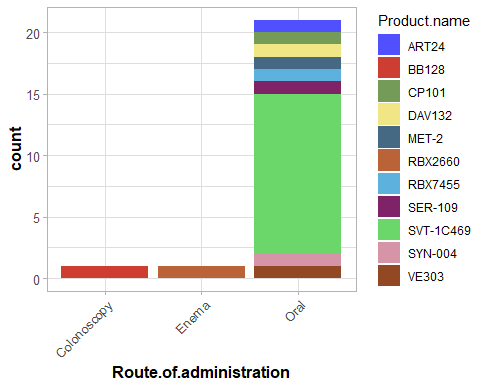 count
20
15
10
5
0
Colonoscopy
Enema
Oral
Route.of.administration
Product.name
ART24
BB128
CP101
DAV132
MET-2
RBX2660
RBX7455
SER-109
SVT-1C469
SYN-004
VE303